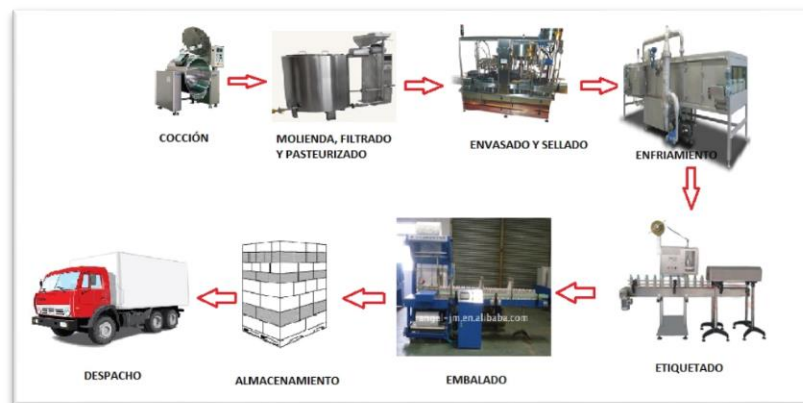 COCCIÓN
MOLIENDA, FILTRADO
Y PASTEURIZADO
ENVASADO Y SELLADO
ENFRIAMIENTO
ETIQUETADO
EMBALADO
ALMACENAMIENTO
DESPACHO